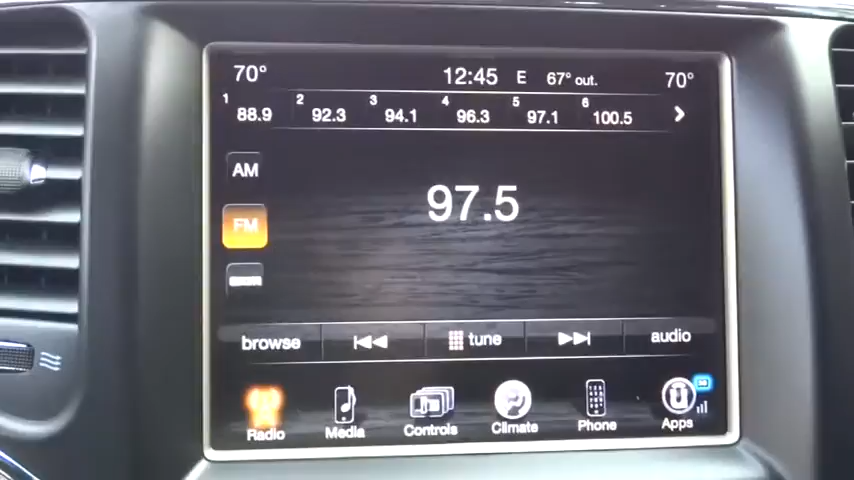 70° 12:45 E 67° out. 70°
1 88.9 2 92.3 3 94.1 4 96.3 5 97.1 6 100.5
AM
97.5
FM
browse tune audio
Radio Media Controls Climate Phone Apps